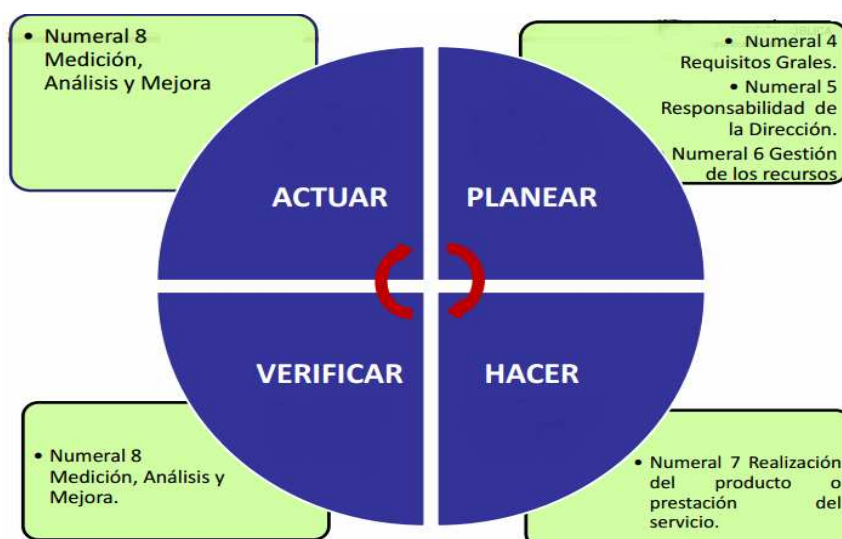 • Numeral 8
Medición,
Análisis y Mejora
• Numeral 4
Requisitos Grales.
• Numeral 5
Responsabilidad de
la Dirección.
Numeral 6 Gestión
de los recursos
ACTUAR
PLANEAR
VERIFICAR
HACER
• Numeral 8
Medición, Análisis y
Mejora.
• Numeral 7 Realización
del producto o
prestación del
servicio.